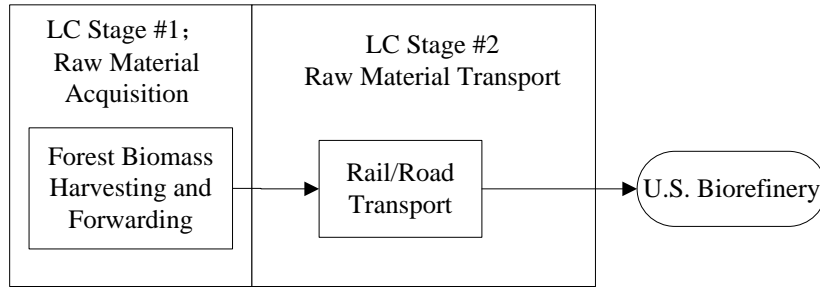 LC Stage #1；
Raw Material
Acquisition
Forest Biomass
Harvesting and
Forwarding
LC Stage #2
Raw Material Transport
Rail/Road
Transport
U.S. Biorefinery